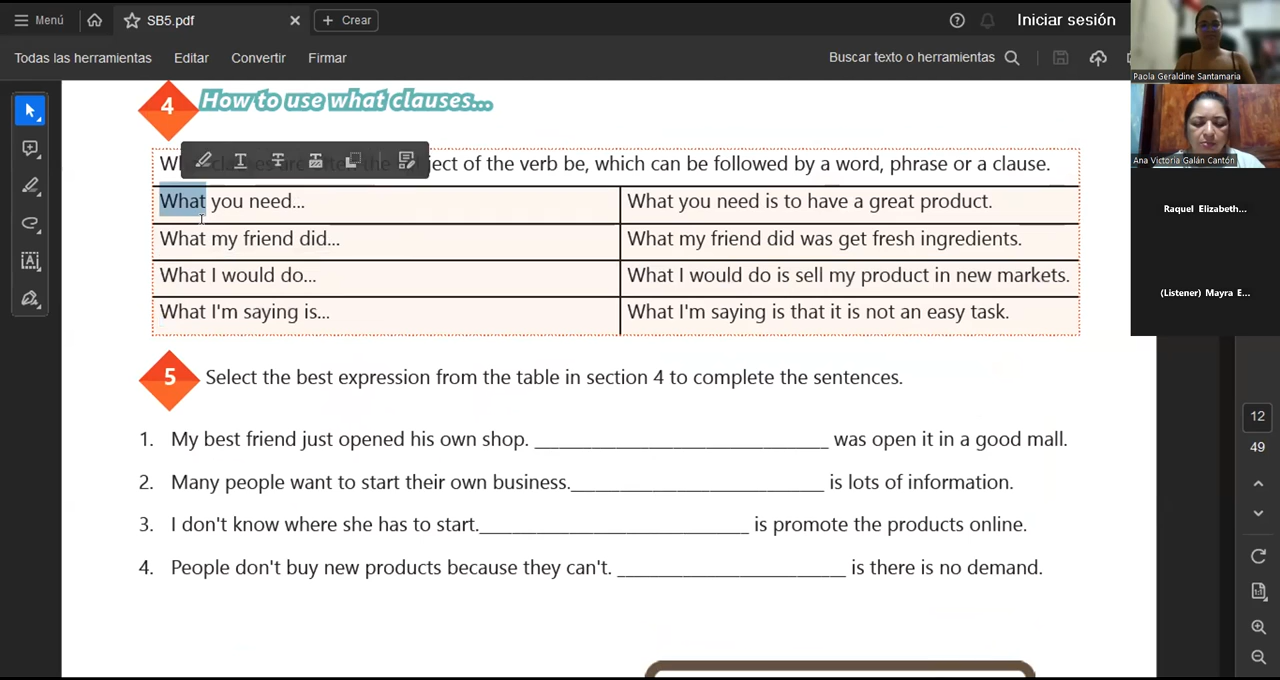 Menú
SB5.pdf
Crear
Iniciar sesión
Todas las herramientas
Editar
Convertir
Firmar
Buscar texto o herramientas
Paola Geraldine Santamaria
Ana Victoria Galán Cantón
Raquel Elizabeth...
(Listener) Mayra E...
4 How to use what clauses...
of the verb be, which can be followed by a word, phrase or a clause.
What you need... What you need is to have a great product.
What my friend did... What my friend did was get fresh ingredients.
What I would do... What I would do is sell my product in new markets.
What I'm saying is... What I'm saying is that it is not an easy task.
5 Select the best expression from the table in section 4 to complete the sentences.
1. My best friend just opened his own shop. ____________________________ was open it in a good mall.
2. Many people want to start their own business.__________________________ is lots of information.
3. I don't know where she has to start.____________________________ is promote the products online.
4. People don't buy new products because they can't. ________________________ is there is no demand.
12
49